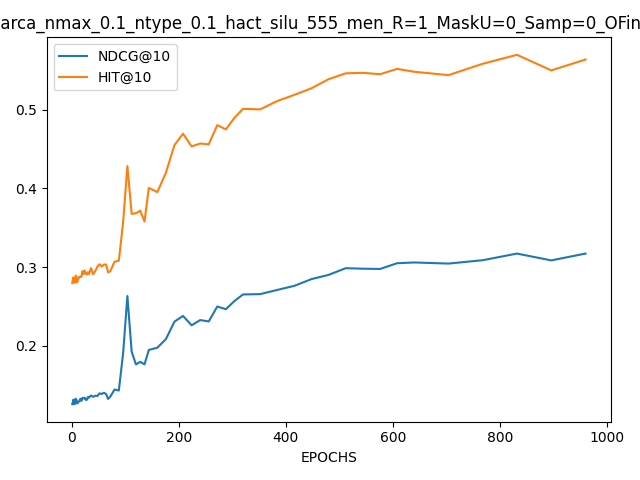 arca_nmax_0.1_ntype_0.1_hact_silu_555_men_R=1_MaskU=0_Samp=0_OFin
NDCG@10
HIT@10
0.5
0.4
0.3
0.2
0 200 400 600 800 1000
EPOCHS